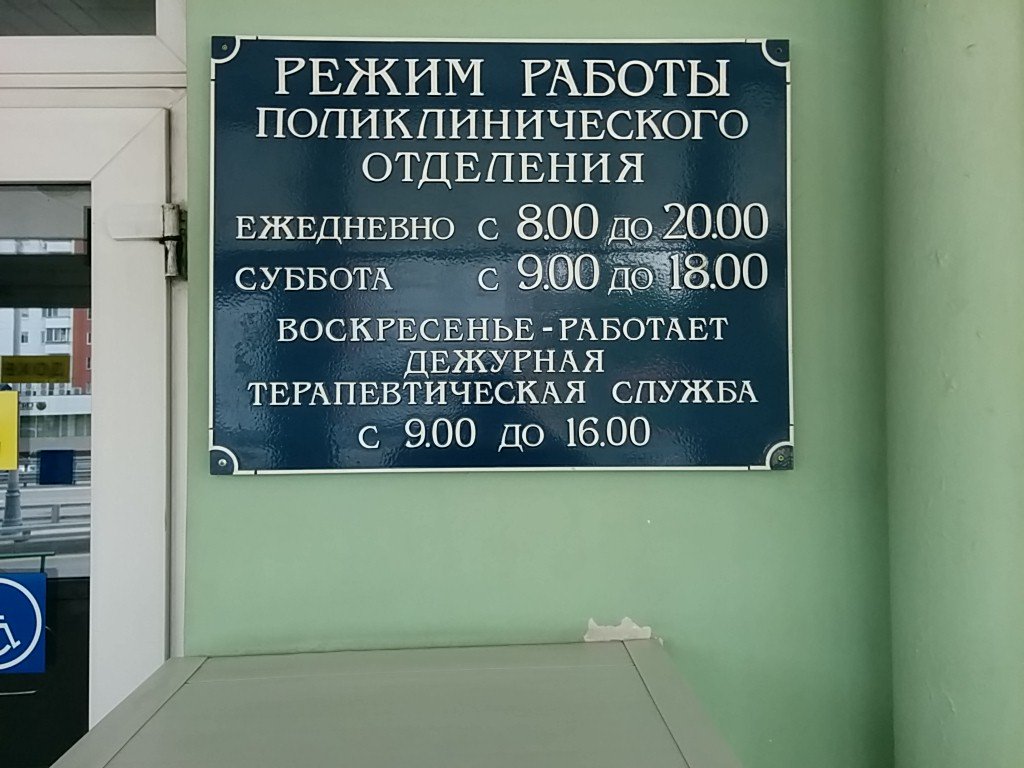 РЕЖИМ РАБОТЫ
ПОЛИКЛИНИЧЕСКОГО
ОТДЕЛЕНИЯ
ЕЖЕДНЕВНО С 8.00 ДО 20.00
СУББОТА С 9.00 ДО 18.00
ВОСКРЕСЕНЬЕ - РАБОТАЕТ
ДЕЖУРНАЯ
ТЕРАПЕВТИЧЕСКАЯ СЛУЖБА
С 9.00 ДО 16.00